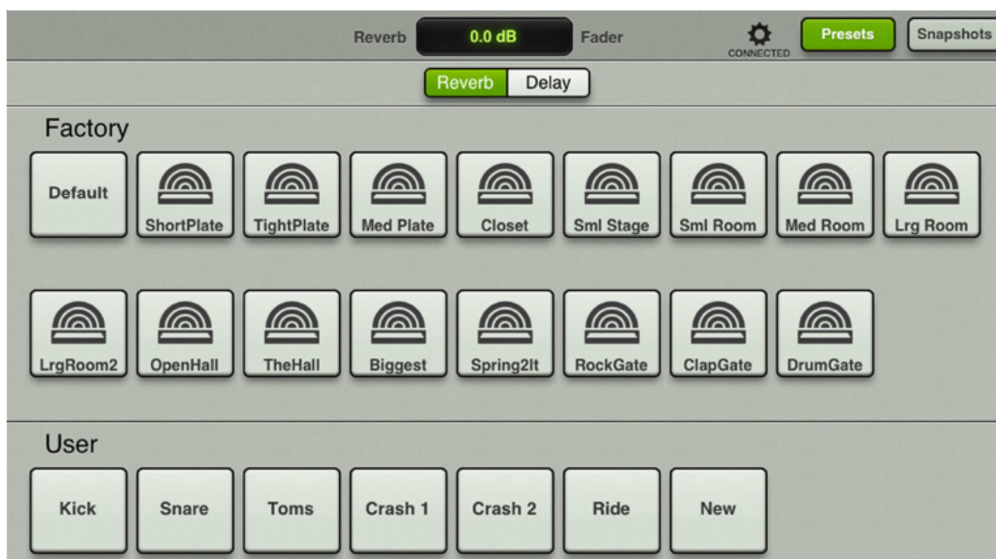 Reverb 0.0 dB Fader CONNECTED Presets Snapshots
Reverb Delay
Factory
Default ShortPlate TightPlate Med Plate Closet Sml Stage Sml Room Med Room Lrg Room
LrgRoom2 OpenHall TheHall Biggest Spring2lt RockGate ClapGate DrumGate
User
Kick Snare Toms Crash 1 Crash 2 Ride New